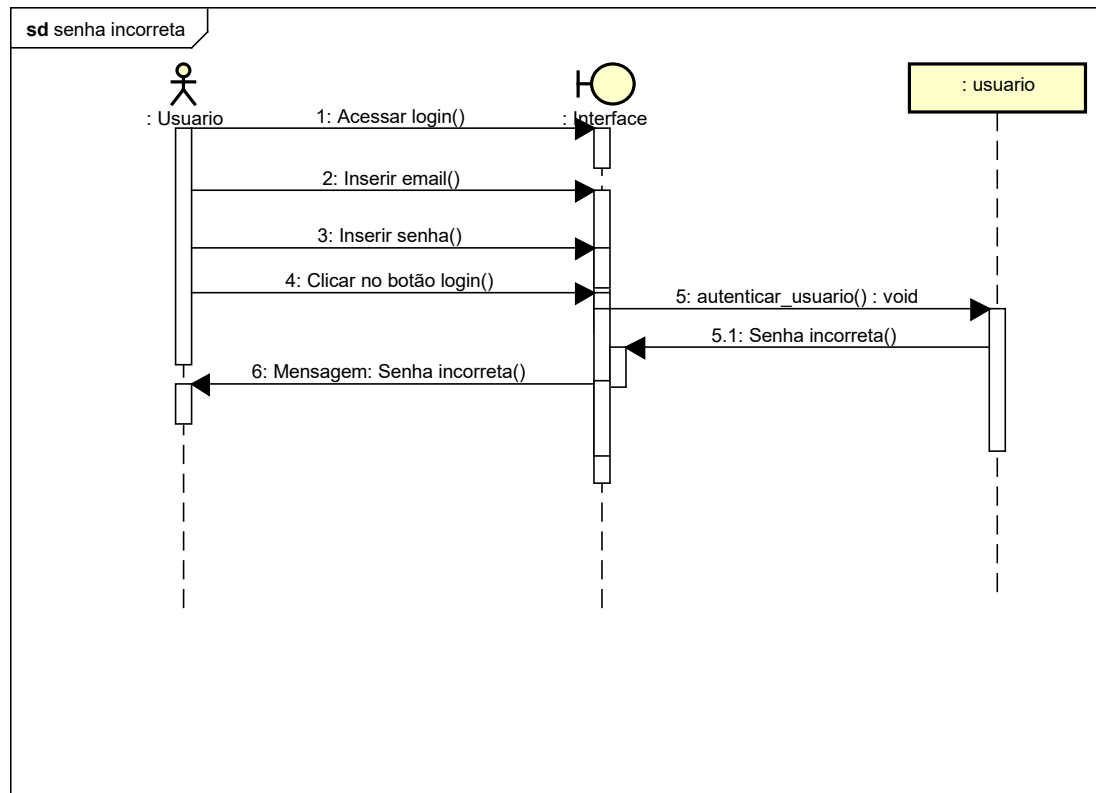 sd senha incorreta
: Usuario
: Interface
: usuario
1: Acessar login()
2: Inserir email()
3: Inserir senha()
4: Clicar no botão login()
5: autenticar_usuario() : void
5.1: Senha incorreta()
6: Mensagem: Senha incorreta()